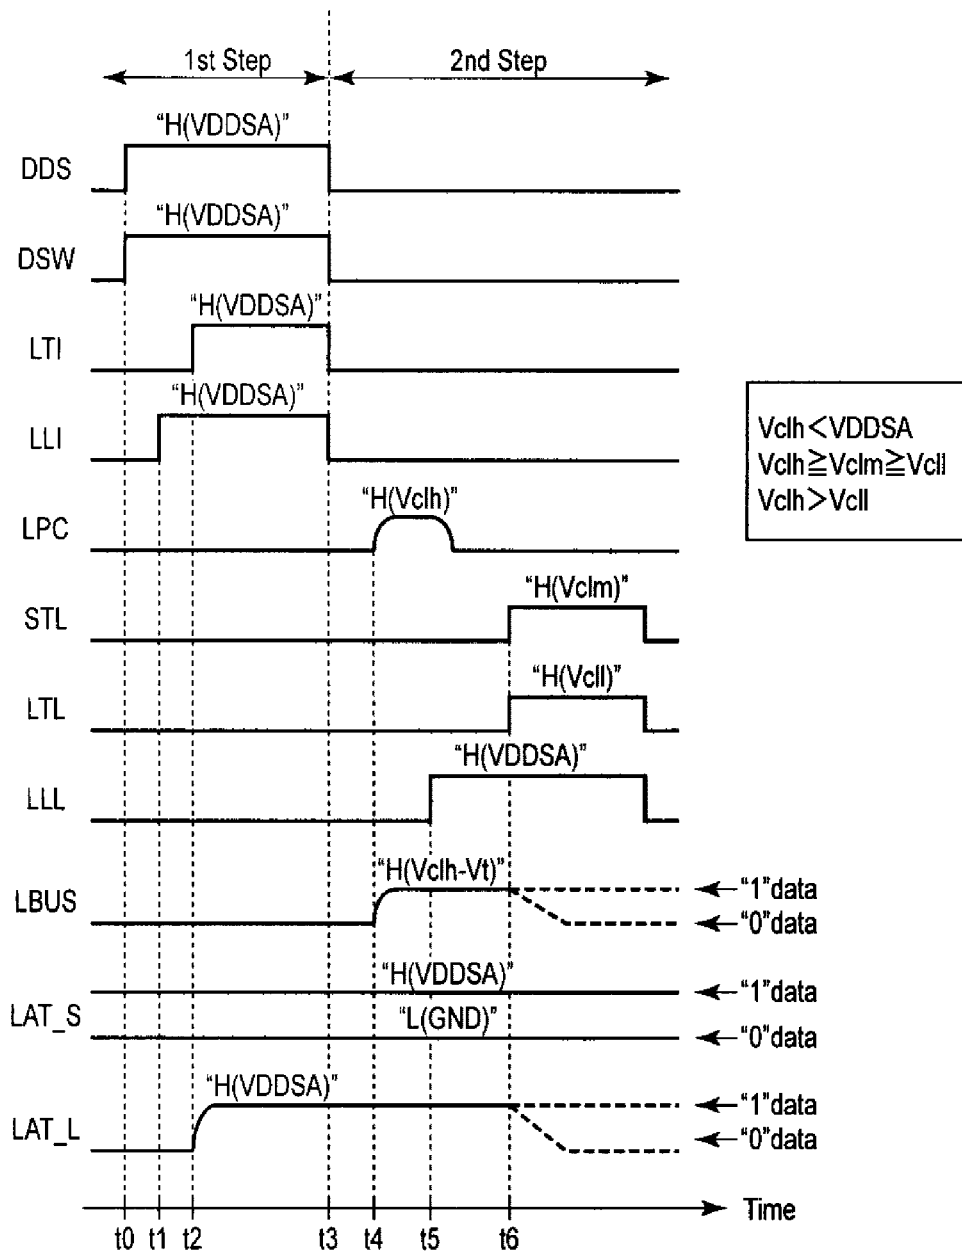 1st Step
2nd Step
"H(VDDSA)"
DDS
"H(VDDSA)"
DSW
"H(VDDSA)"
LTI
"H(VDDSA)"
LLI
Vclh<VDDSA
Vclh≧Vclm≧Vcll
Vclh>Vcll
"H(Vclh)"
LPC
"H(Vclm)"
STL
"H(Vcll)"
LTL
"H(VDDSA)"
LLL
"H(Vclh-Vt)"
LBUS
"1"data
"0"data
"H(VDDSA)"
"1"data
LAT_S
"L(GND)"
"0"data
"H(VDDSA)"
"1"data
LAT_L
"0"data
Time
t0 t1 t2 t3 t4 t5 t6